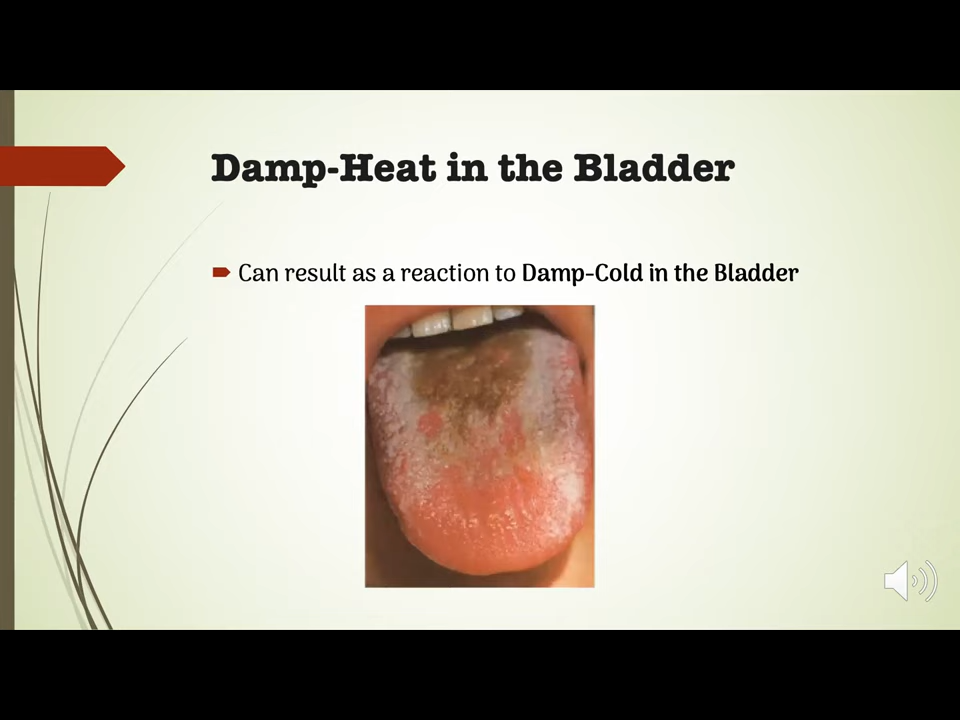 Damp-Heat in the Bladder
Can result as a reaction to Damp-Cold in the Bladder